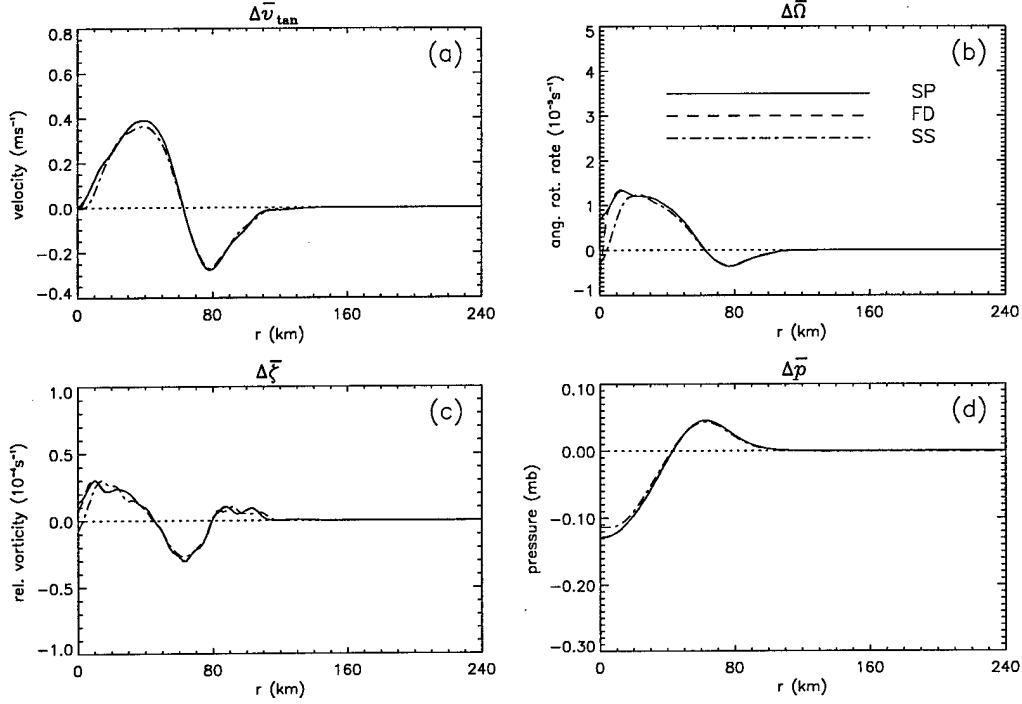 Δv̄tan
(a)
velocity (ms⁻¹)
0.8
0.6
0.4
0.2
0.0
−0.2
−0.4
0 80 160 240
r (km)
ΔΩ̄
(b)
SP
FD
SS
ang. rot. rate (10⁻⁵s⁻¹)
5
4
3
2
1
0
−1
0 80 160 240
r (km)
Δζ̄
(c)
rel. vorticity (10⁻⁴s⁻¹)
1.0
0.5
0.0
−0.5
−1.0
0 80 160 240
r (km)
Δp̄
(d)
pressure (mb)
0.10
0.00
−0.10
−0.20
−0.30
0 80 160 240
r (km)